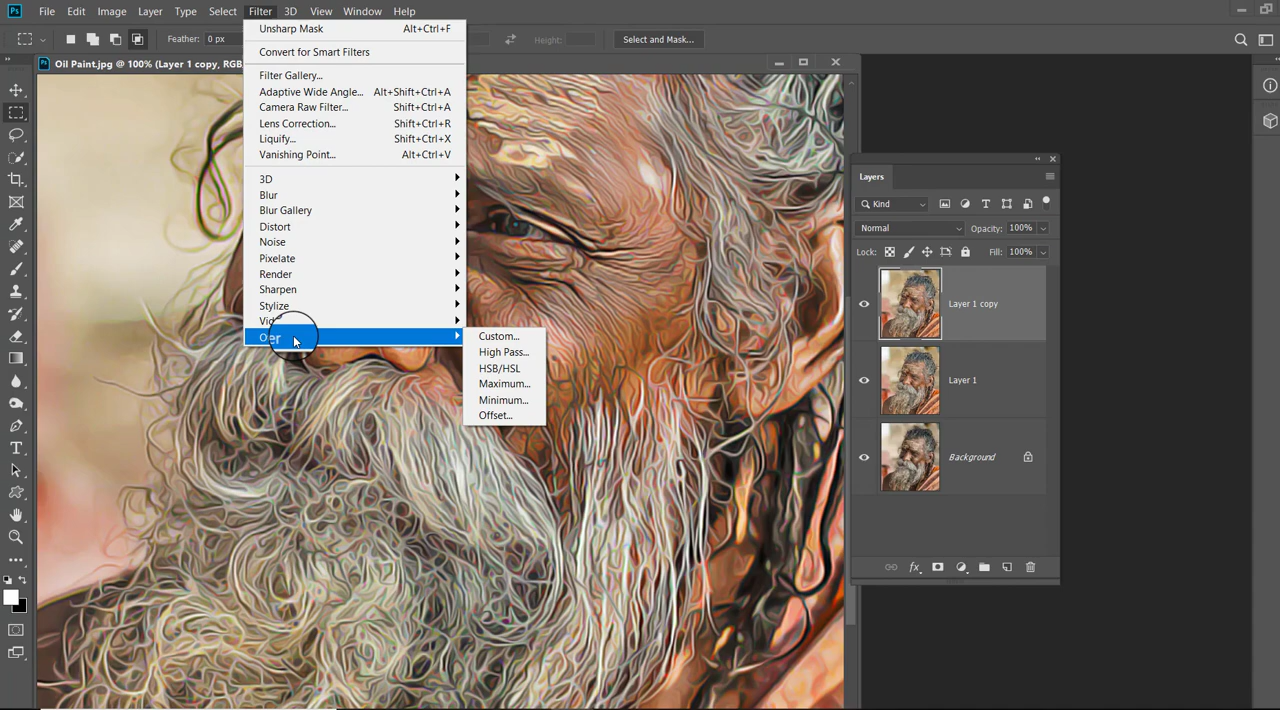 Ps File Edit Image Layer Type Select Filter 3D View Window Help
Feather: 0 px Height: Select and Mask...
Oil Paint.jpg @ 100% (Layer 1 copy, RGB
Unsharp Mask Alt+Ctrl+F
Convert for Smart Filters
Filter Gallery...
Adaptive Wide Angle... Alt+Shift+Ctrl+A
Camera Raw Filter... Shift+Ctrl+A
Lens Correction... Shift+Ctrl+R
Liquify... Shift+Ctrl+X
Vanishing Point... Alt+Ctrl+V
3D
Blur
Blur Gallery
Distort
Noise
Pixelate
Render
Sharpen
Stylize
Custom...
High Pass...
HSB/HSL
Maximum...
Minimum...
Offset...
Layers
Kind
Normal Opacity: 100%
Lock: Fill: 100%
Layer 1 copy
Layer 1
Background
fx